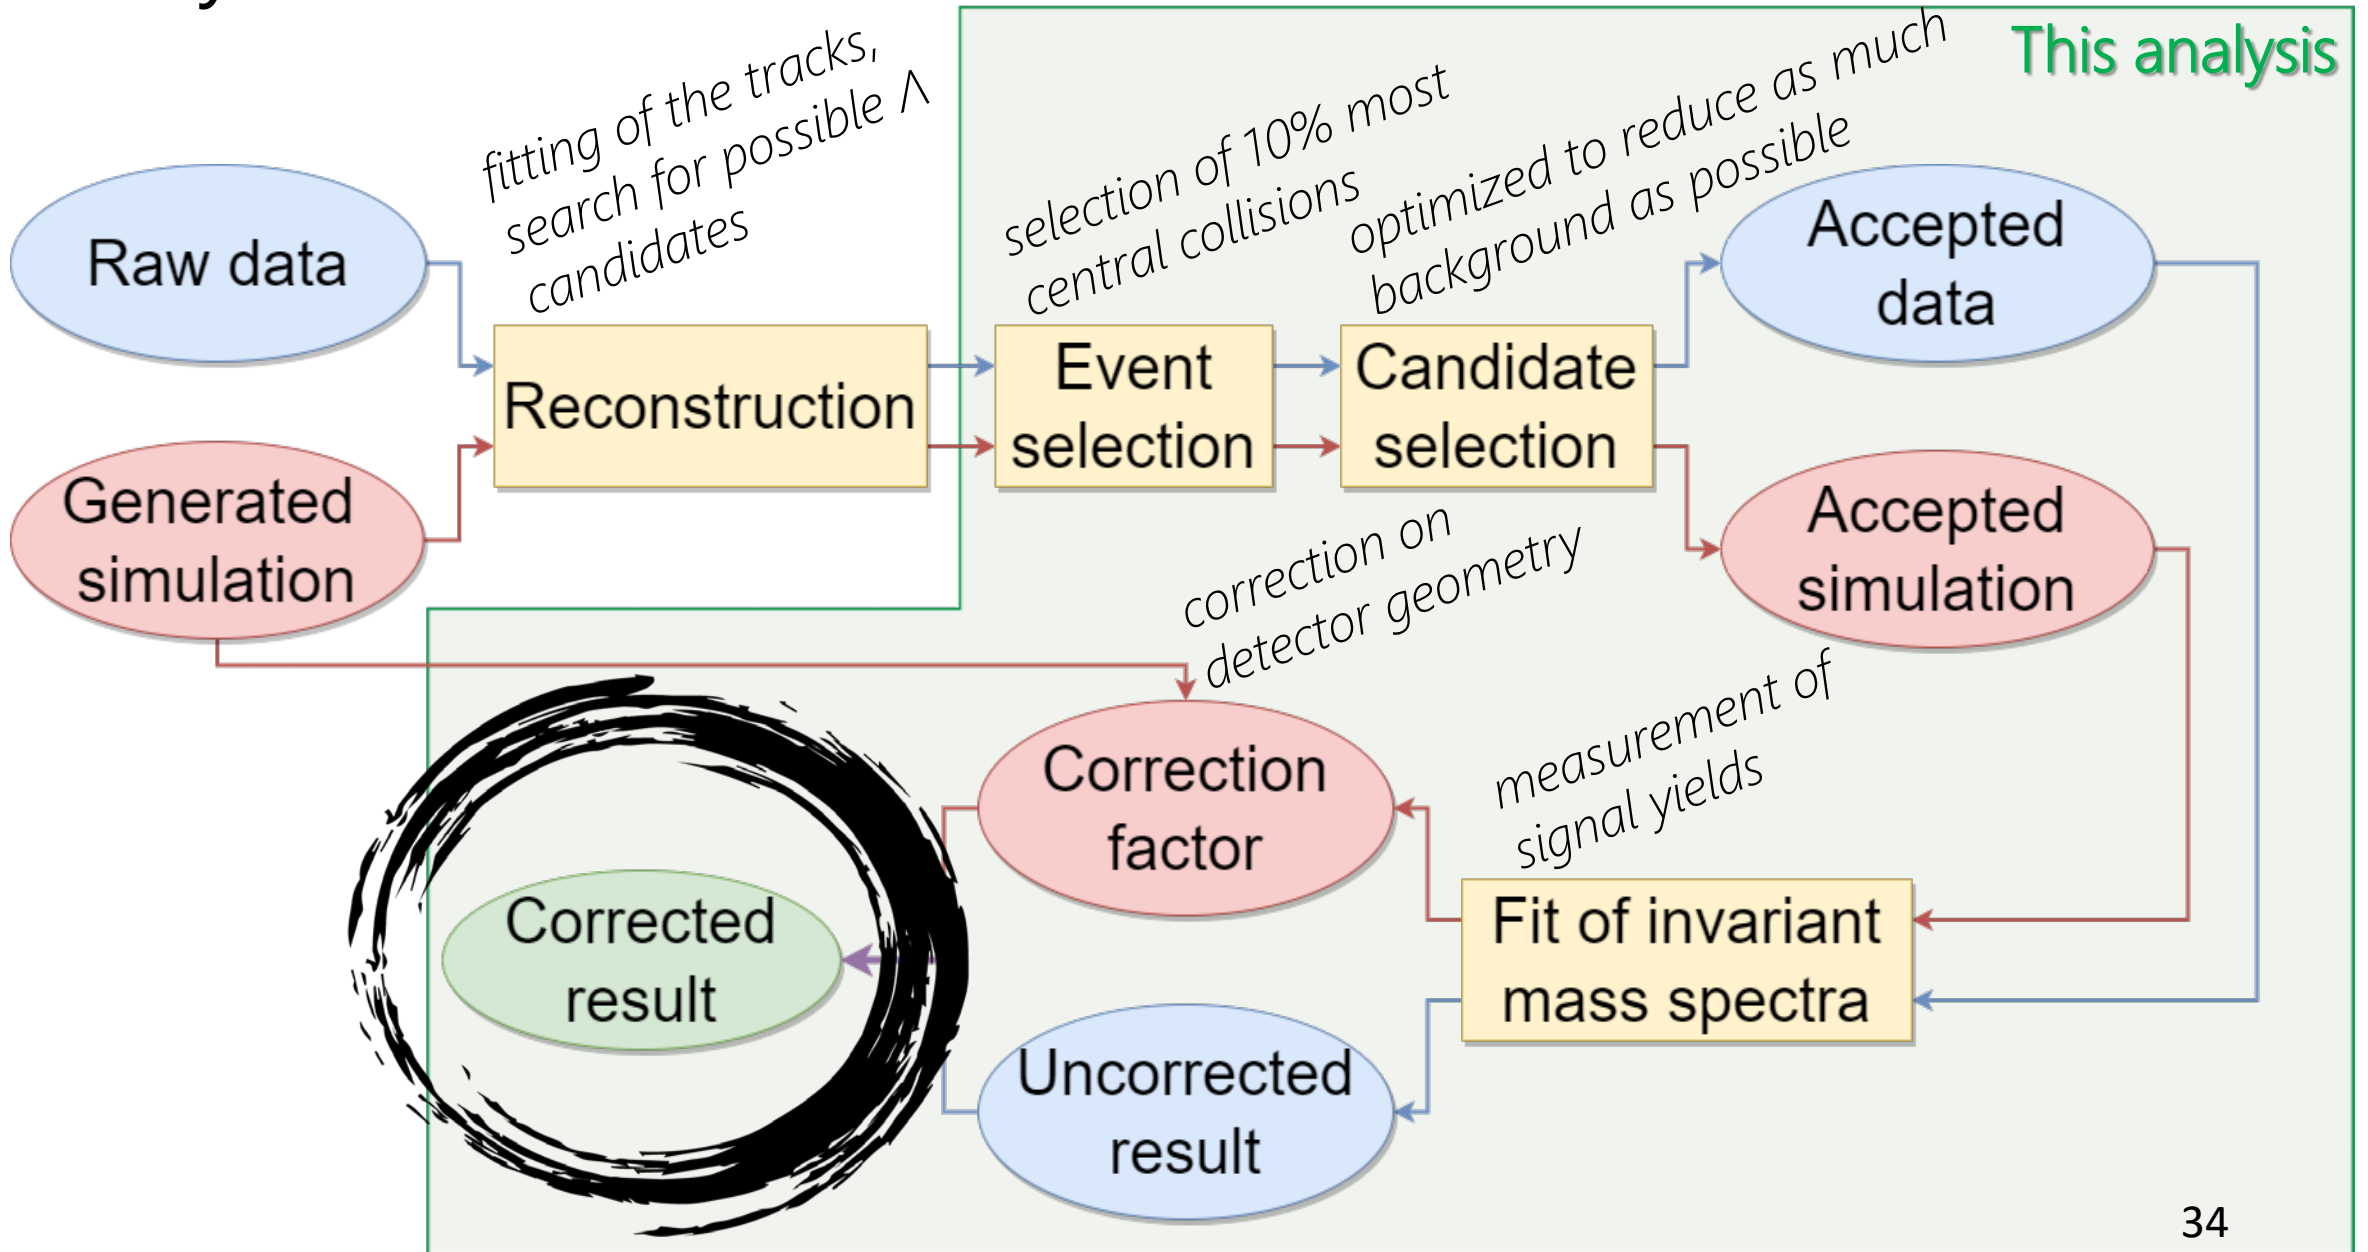 This analysis
fitting of the tracks,
search for possible Λ
candidates
selection of 10% most
central collisions
optimized to reduce as much
background as possible
Raw data
Accepted
data
Reconstruction
Event
selection
Candidate
selection
Generated
simulation
Accepted
simulation
correction on
detector geometry
Correction
factor
measurement of
signal yields
Fit of invariant
mass spectra
Corrected
result
Uncorrected
result
34